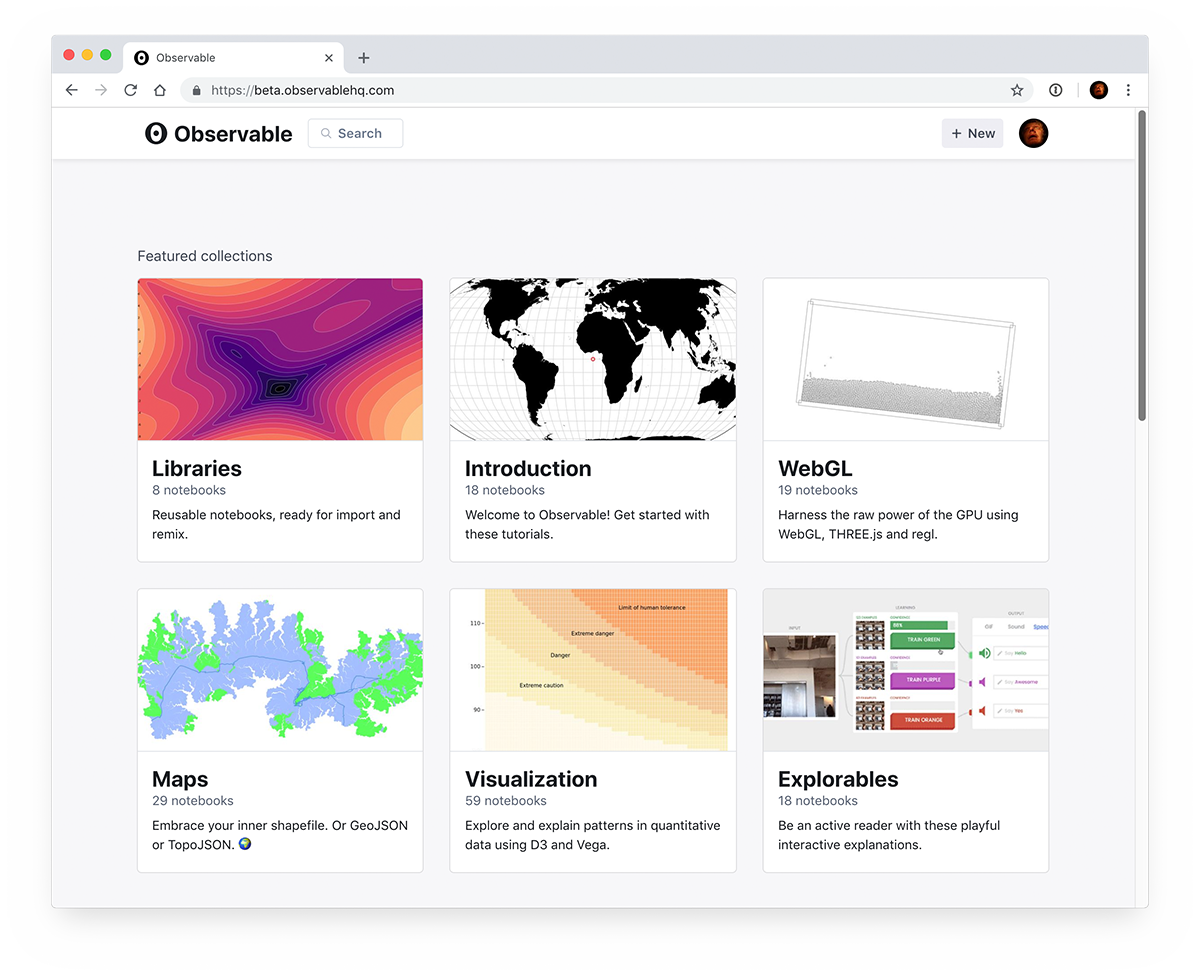 Observable
https://beta.observablehq.com
Observable
Search
+ New
Featured collections
Libraries
8 notebooks
Reusable notebooks, ready for import and
remix.
Introduction
18 notebooks
Welcome to Observable! Get started with
these tutorials.
WebGL
19 notebooks
Harness the raw power of the GPU using
WebGL, THREE.js and regl.
Maps
29 notebooks
Embrace your inner shapefile. Or GeoJSON
or TopoJSON. 🌍
110
100
90
Limit of human tolerance
Extreme danger
Danger
Extreme caution
Visualization
59 notebooks
Explore and explain patterns in quantitative
data using D3 and Vega.
INPUT
LEARNING
OUTPUT
TRAIN GREEN
TRAIN PURPLE
TRAIN ORANGE
Gif Sound Speec
Say Hello
Say Awesome
Say Yes
Explorables
18 notebooks
Be an active reader with these playful
interactive explanations.